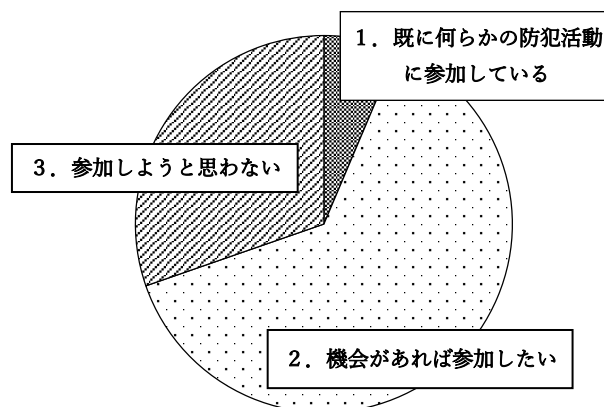 １．既に何らかの防犯活動
に参加している
３．参加しようと思わない
２．機会があれば参加したい